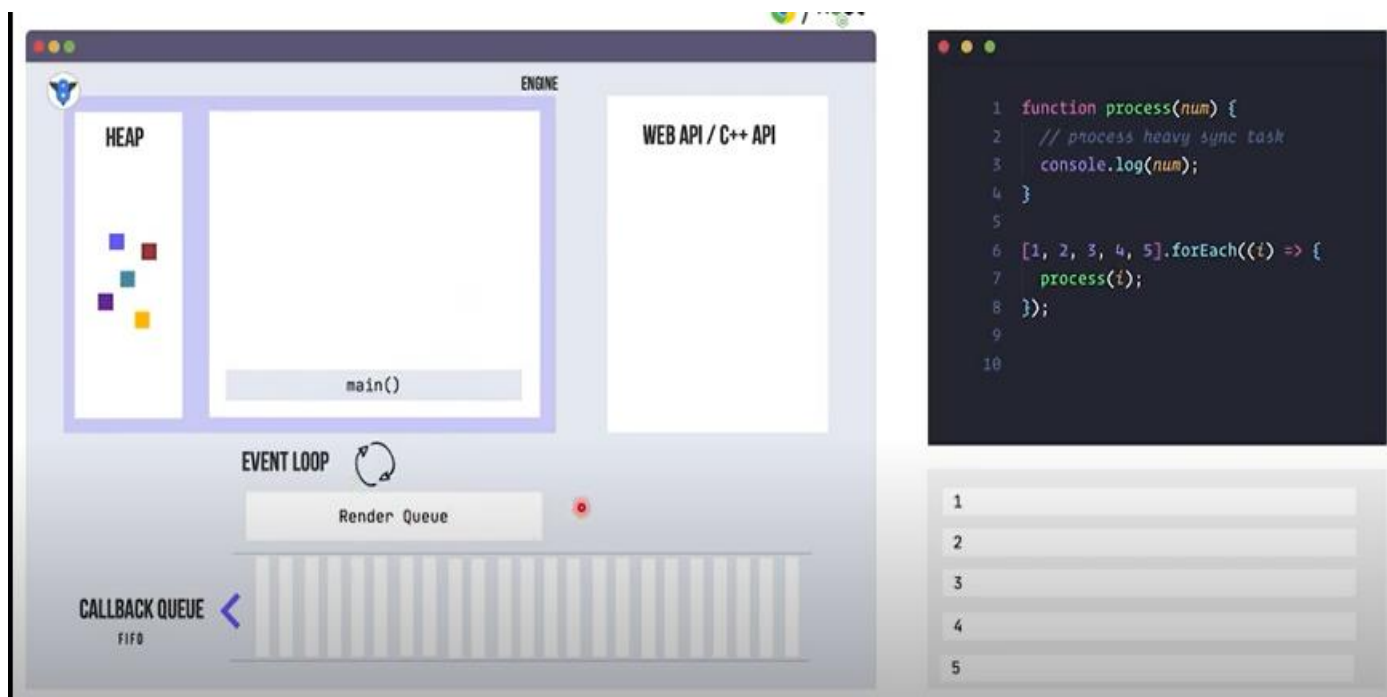 ENGINE
HEAP
WEB API / C++ API
main()
EVENT LOOP
Render Queue
CALLBACK QUEUE
FIFO
1 function process(num) {
2 // process heavy sync task
3 console.log(num);
4 }
5
6 [1, 2, 3, 4, 5].forEach((i) => {
7 process(i);
8 });
9
10
1
2
3
4
5